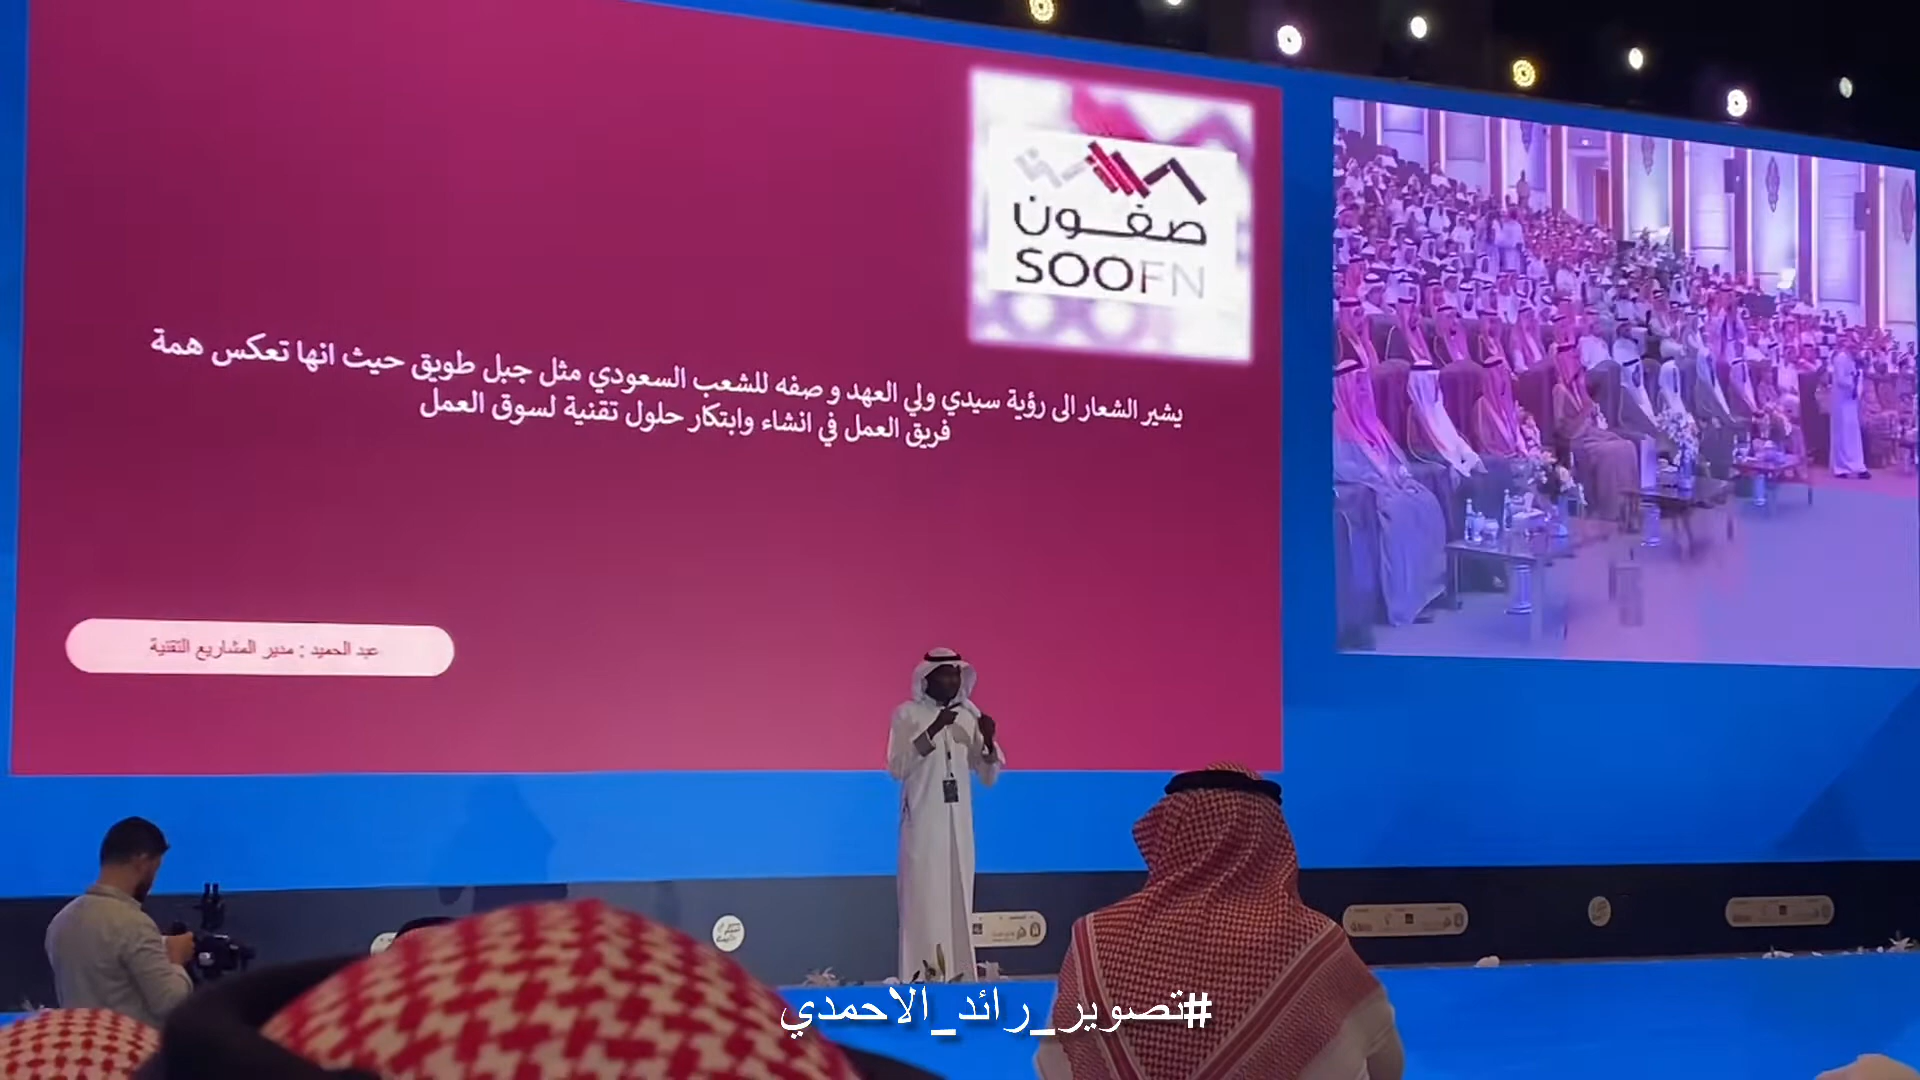 صفون
SOOFN
يشير الشعار الى رؤية سيدي ولي العهد و صفه للشعب السعودي مثل جبل طويق حيث انها تعكس همة
فريق العمل في انشاء وابتكار حلول تقنية لسوق العمل
عبد الحميد : مدير المشاريع التقنية
#تصوير_رائد_الاحمدي